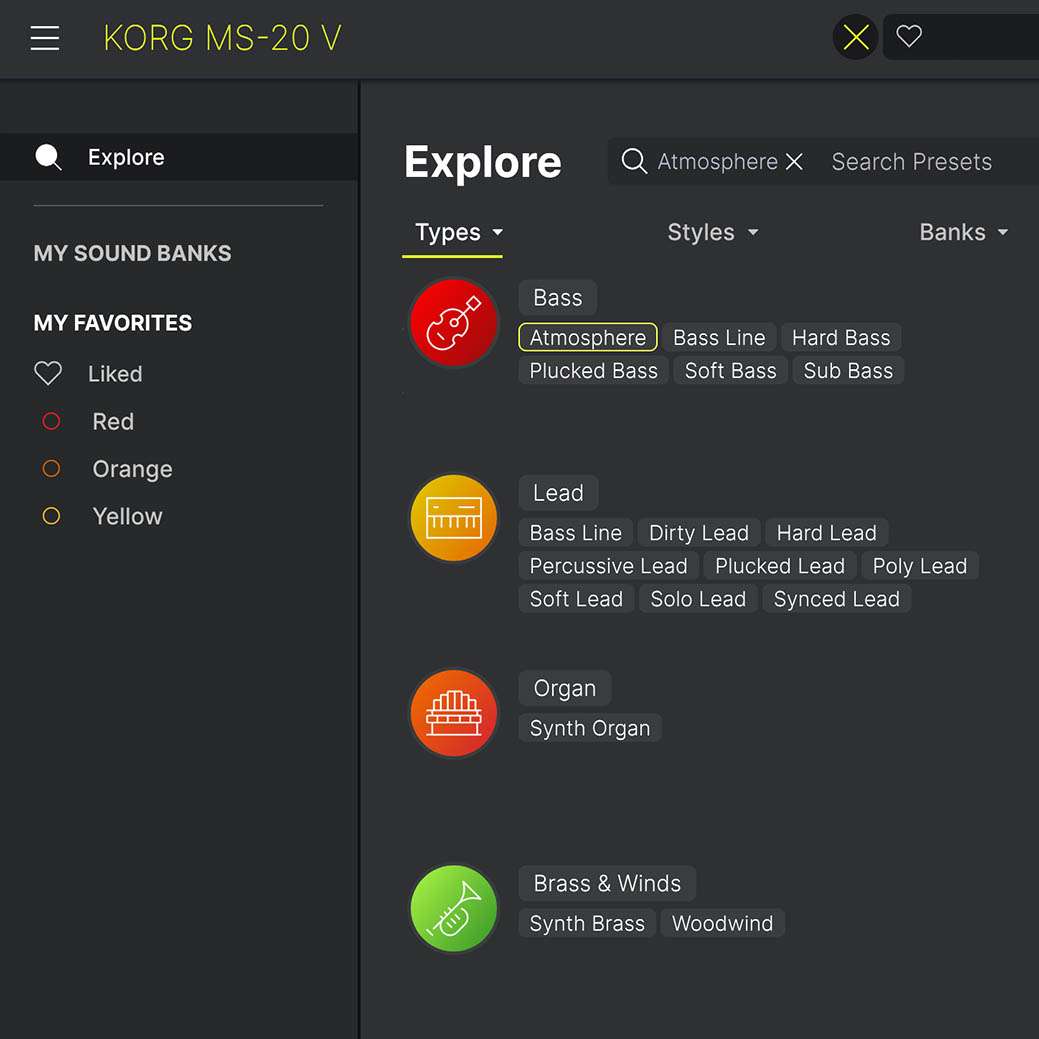 KORG MS-20 V
Explore
MY SOUND BANKS
MY FAVORITES
Liked
Red
Orange
Yellow
Explore
Atmosphere Search Presets
Types Styles Banks
Bass
Atmosphere Bass Line Hard Bass
Plucked Bass Soft Bass Sub Bass
Lead
Bass Line Dirty Lead Hard Lead
Percussive Lead Plucked Lead Poly Lead
Soft Lead Solo Lead Synced Lead
Organ
Synth Organ
Brass & Winds
Synth Brass Woodwind